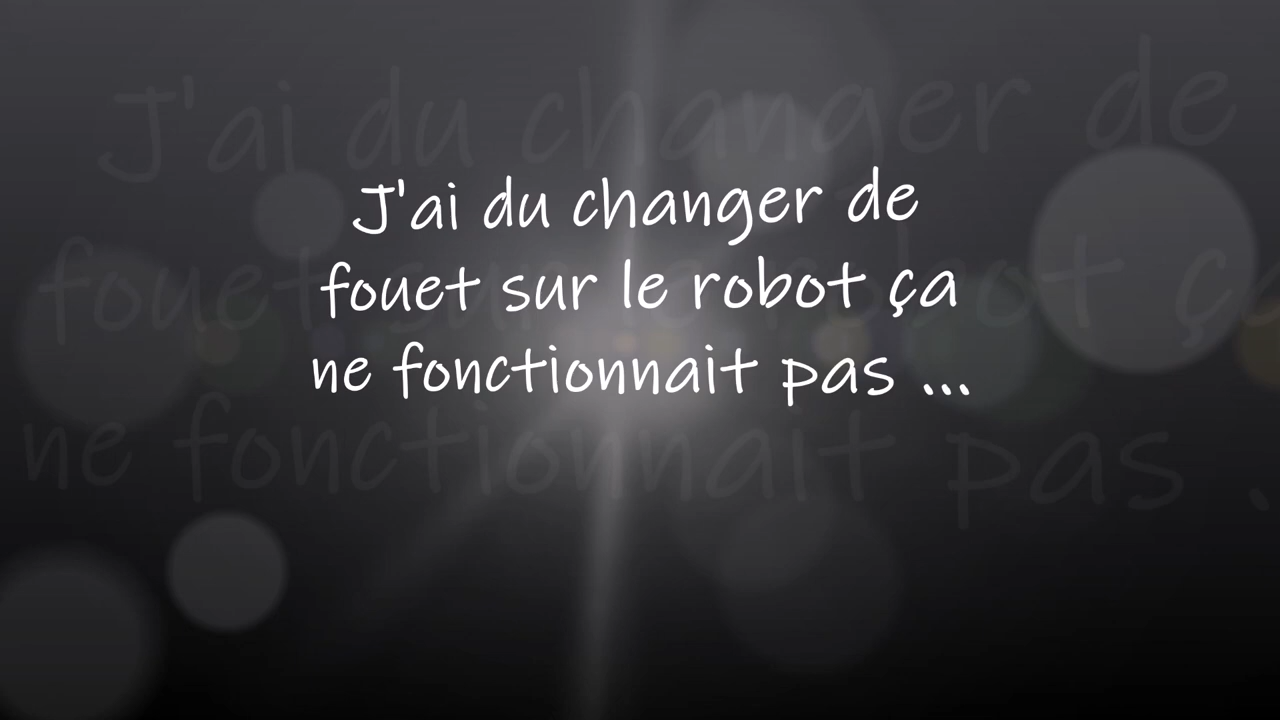 J'ai du changer de
fouet sur le robot ça
ne fonctionnait pas ...